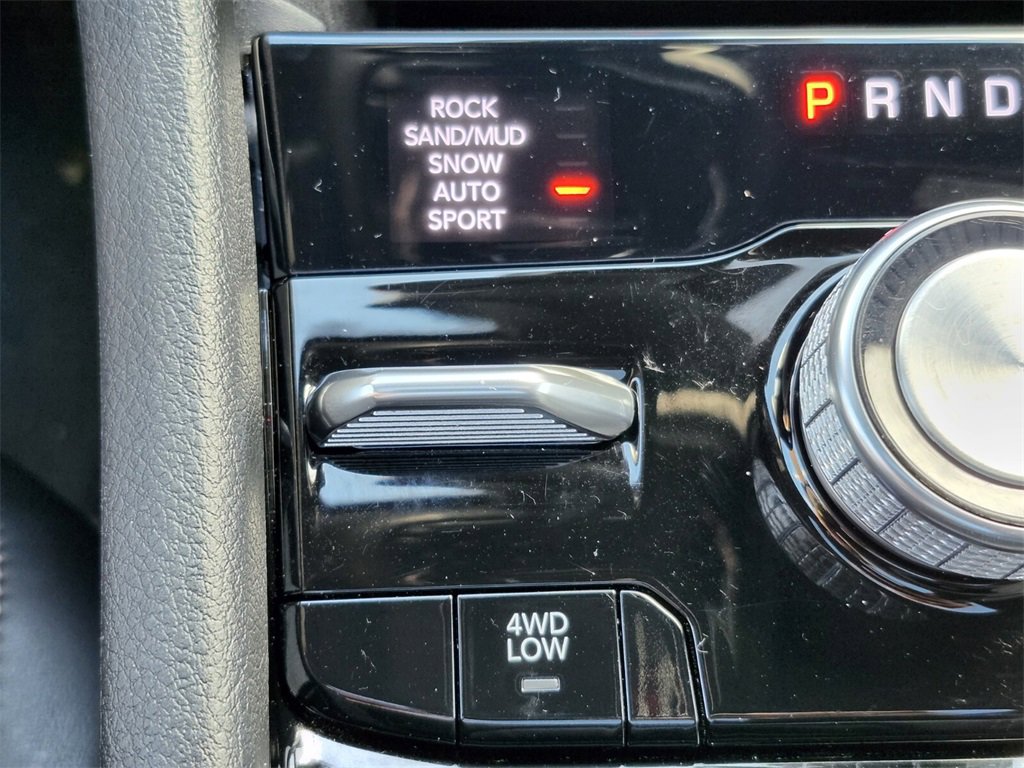 ROCK
SAND/MUD
SNOW
AUTO
SPORT
P R N D
4WD
LOW